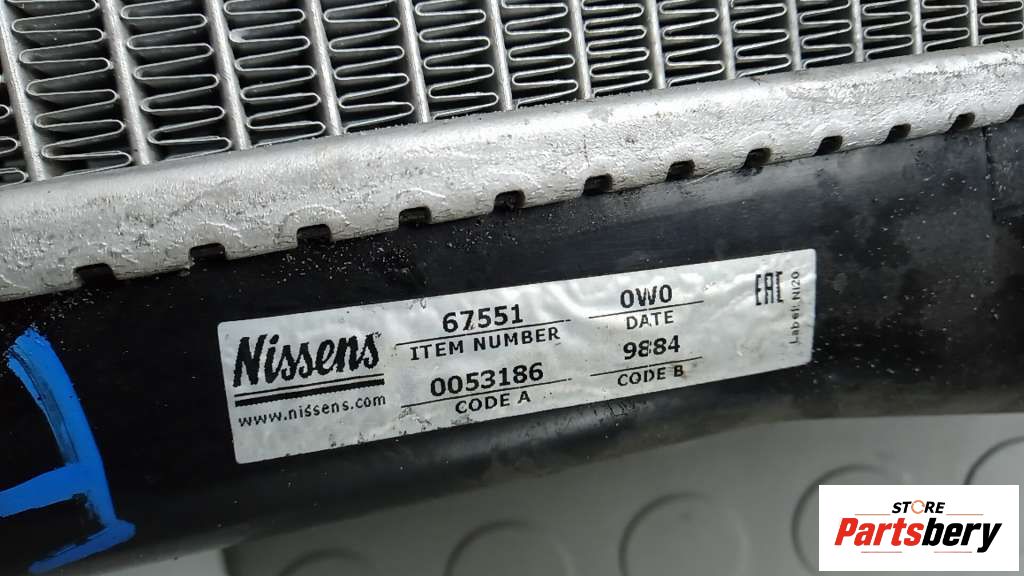 Nissens
www.nissens.com
67551
ITEM NUMBER
0W0
DATE
0053186
CODE A
9884
CODE B
EAC
Label: NI20
STORE
Partsbery